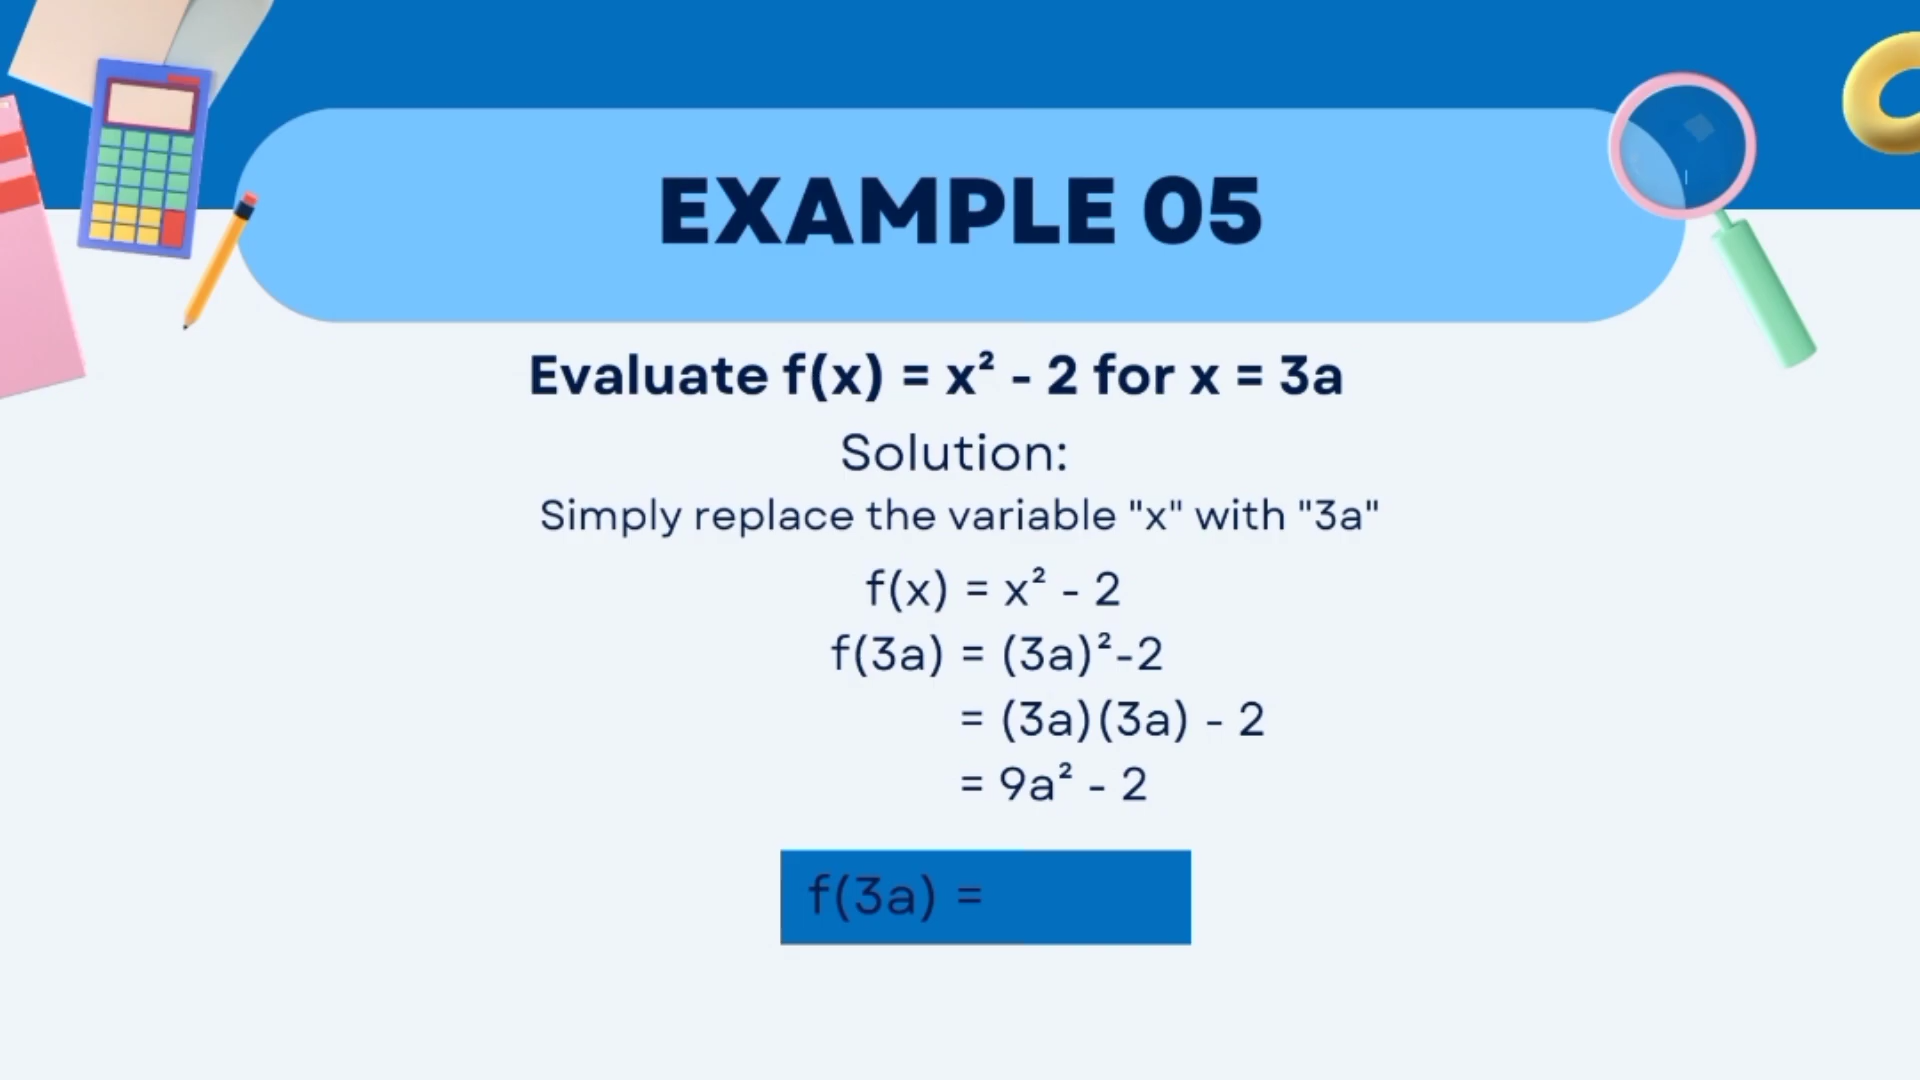 EXAMPLE 05
Evaluate f(x) = x² - 2 for x = 3a
Solution:
Simply replace the variable "x" with "3a"
f(x) = x² - 2
f(3a) = (3a)²-2
= (3a)(3a) - 2
= 9a² - 2
f(3a) =